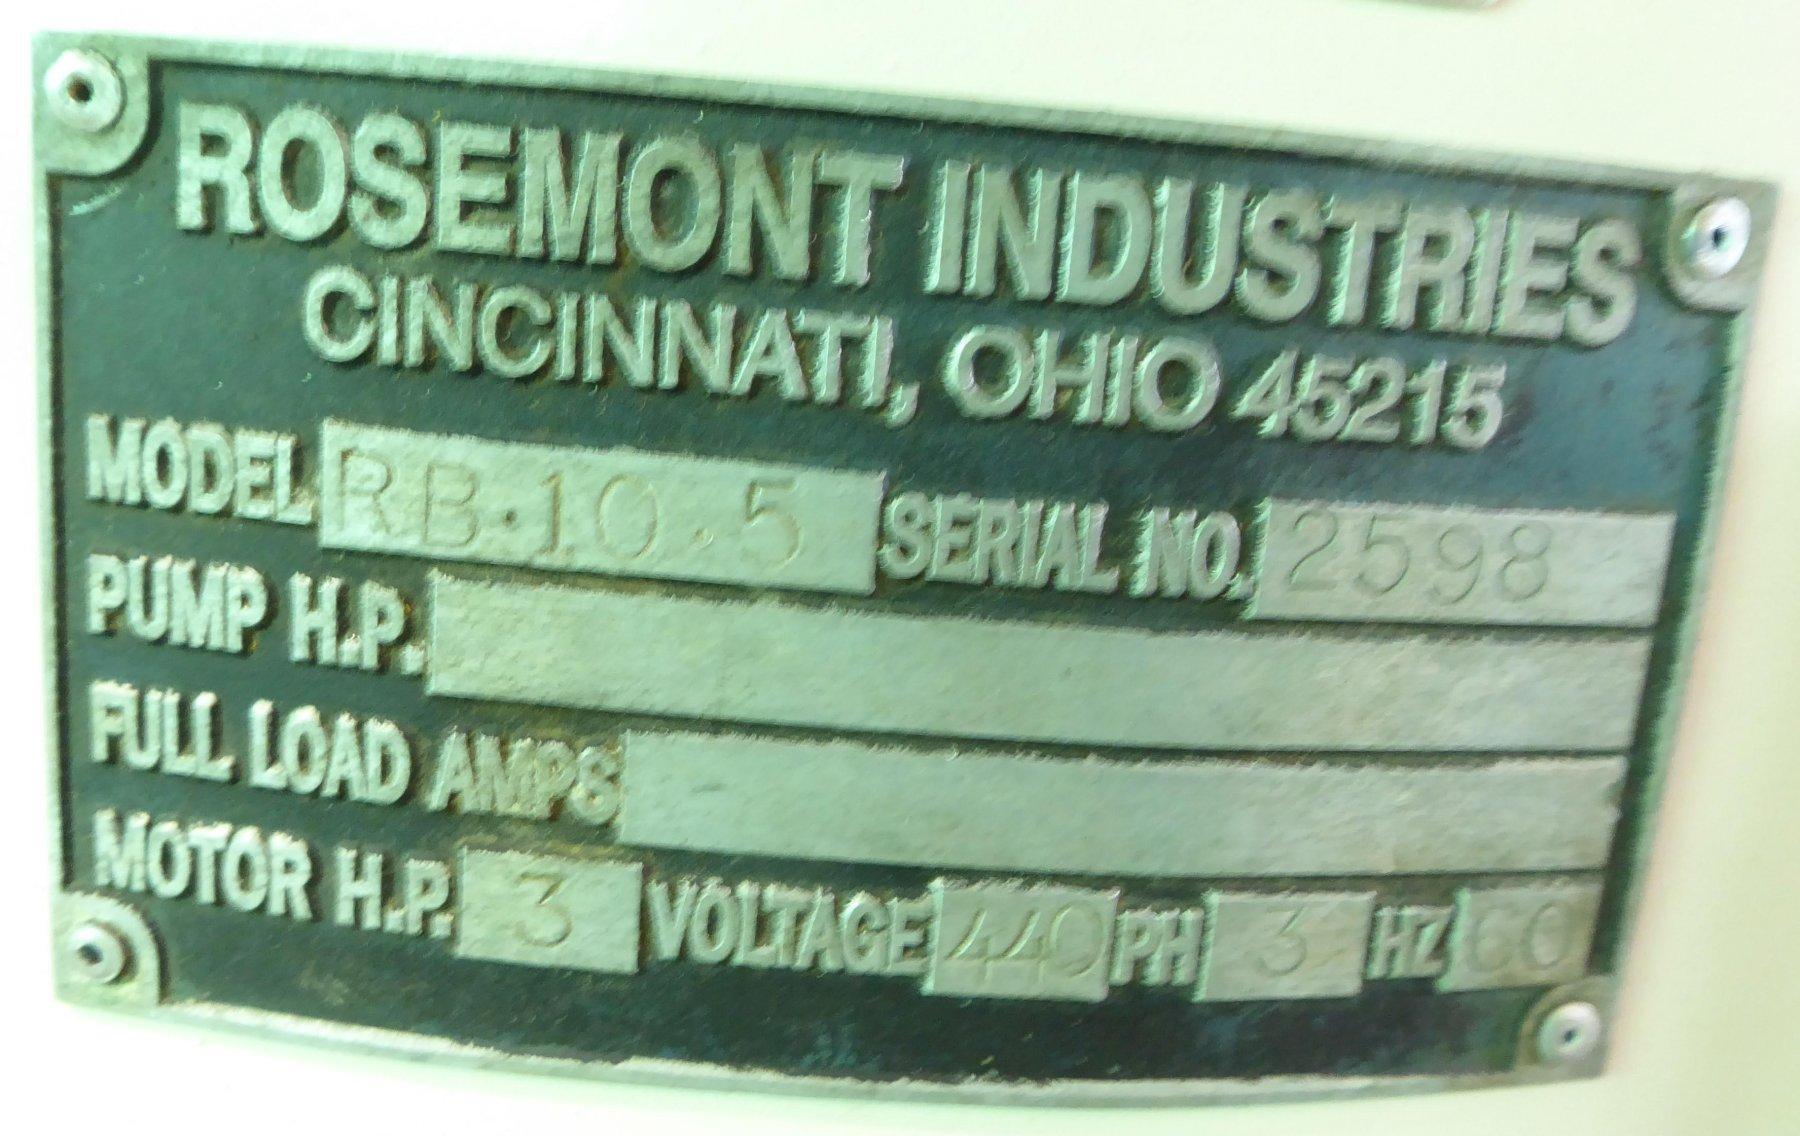 ROSEMONT INDUSTRIES
CINCINNATI, OHIO 45215
MODEL RB·10·5 SERIAL NO. 2598
PUMP H.P.
FULL LOAD AMPS
MOTOR H.P. 3 VOLTAGE 440 PH 3 HZ 60